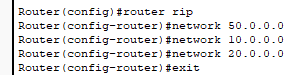 Router(config)#router rip
Router(config-router)#network 50.0.0.0
Router(config-router)#network 10.0.0.0
Router(config-router)#network 20.0.0.0
Router(config-router)#exit